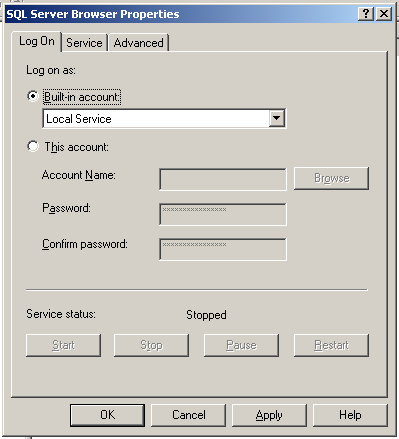 SQL Server Browser Properties
Log On Service Advanced
Log on as:
Built-in account:
Local Service
This account:
Account Name:
Browse
Password:
***************
Confirm password:
***************
Service status: Stopped
Start Stop Pause Restart
OK Cancel Apply Help